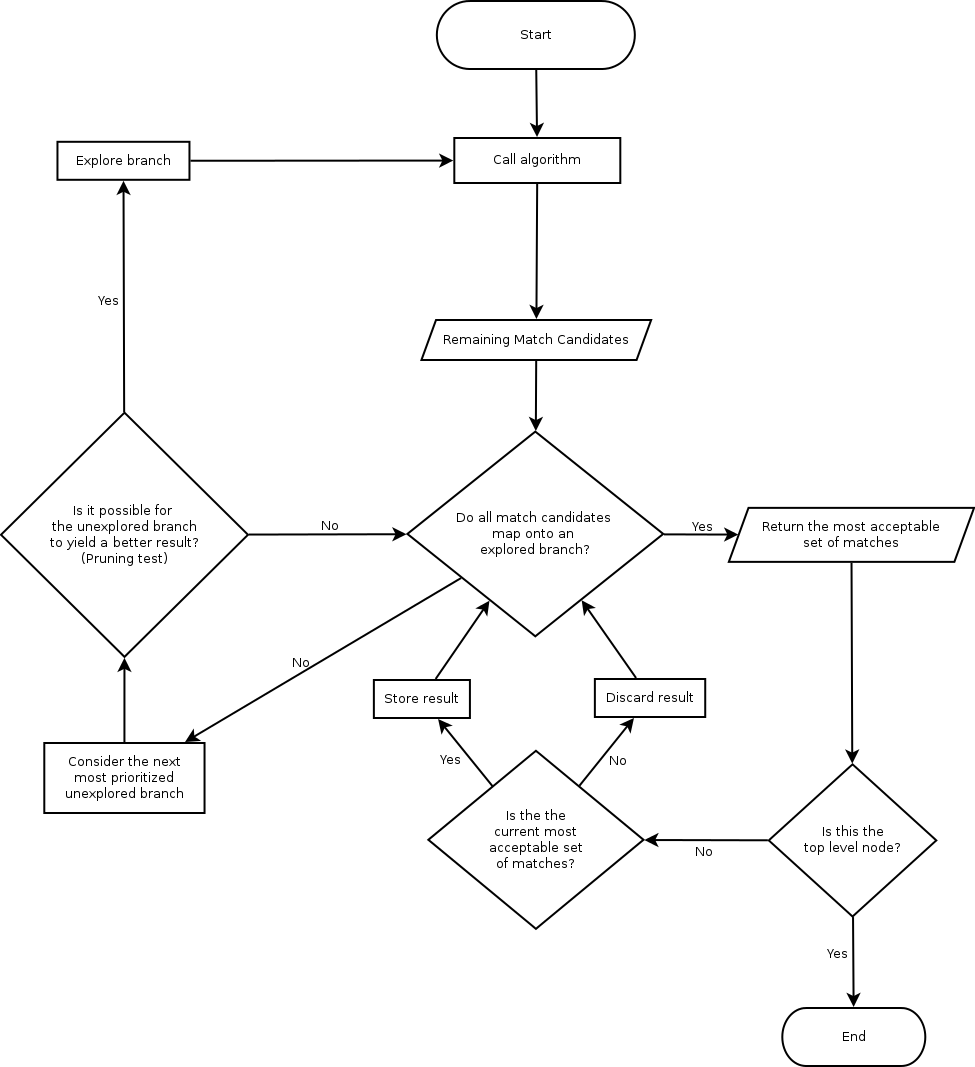 Start
Explore branch
Call algorithm
Yes
Remaining Match Candidates
Is it possible for
the unexplored branch
to yield a better result?
(Pruning test)
No
Do all match candidates
map onto an
explored branch?
Yes
Return the most acceptable
set of matches
No
Store result
Discard result
Consider the next
most prioritized
unexplored branch
Yes
No
Is the the
current most
acceptable set
of matches?
No
Is this the
top level node?
Yes
End